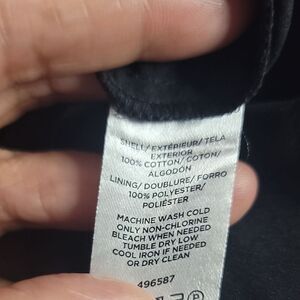 SHELL/EXTÉRIEUR/TELA
EXTERIOR
100% COTTON/COTON/
ALGODÓN
LINING/DOUBLURE/FORRO
100% POLYESTER/
POLIÉSTER
MACHINE WASH COLD
ONLY NON-CHLORINE
BLEACH WHEN NEEDED
TUMBLE DRY LOW
COOL IRON IF NEEDED
OR DRY CLEAN
496587